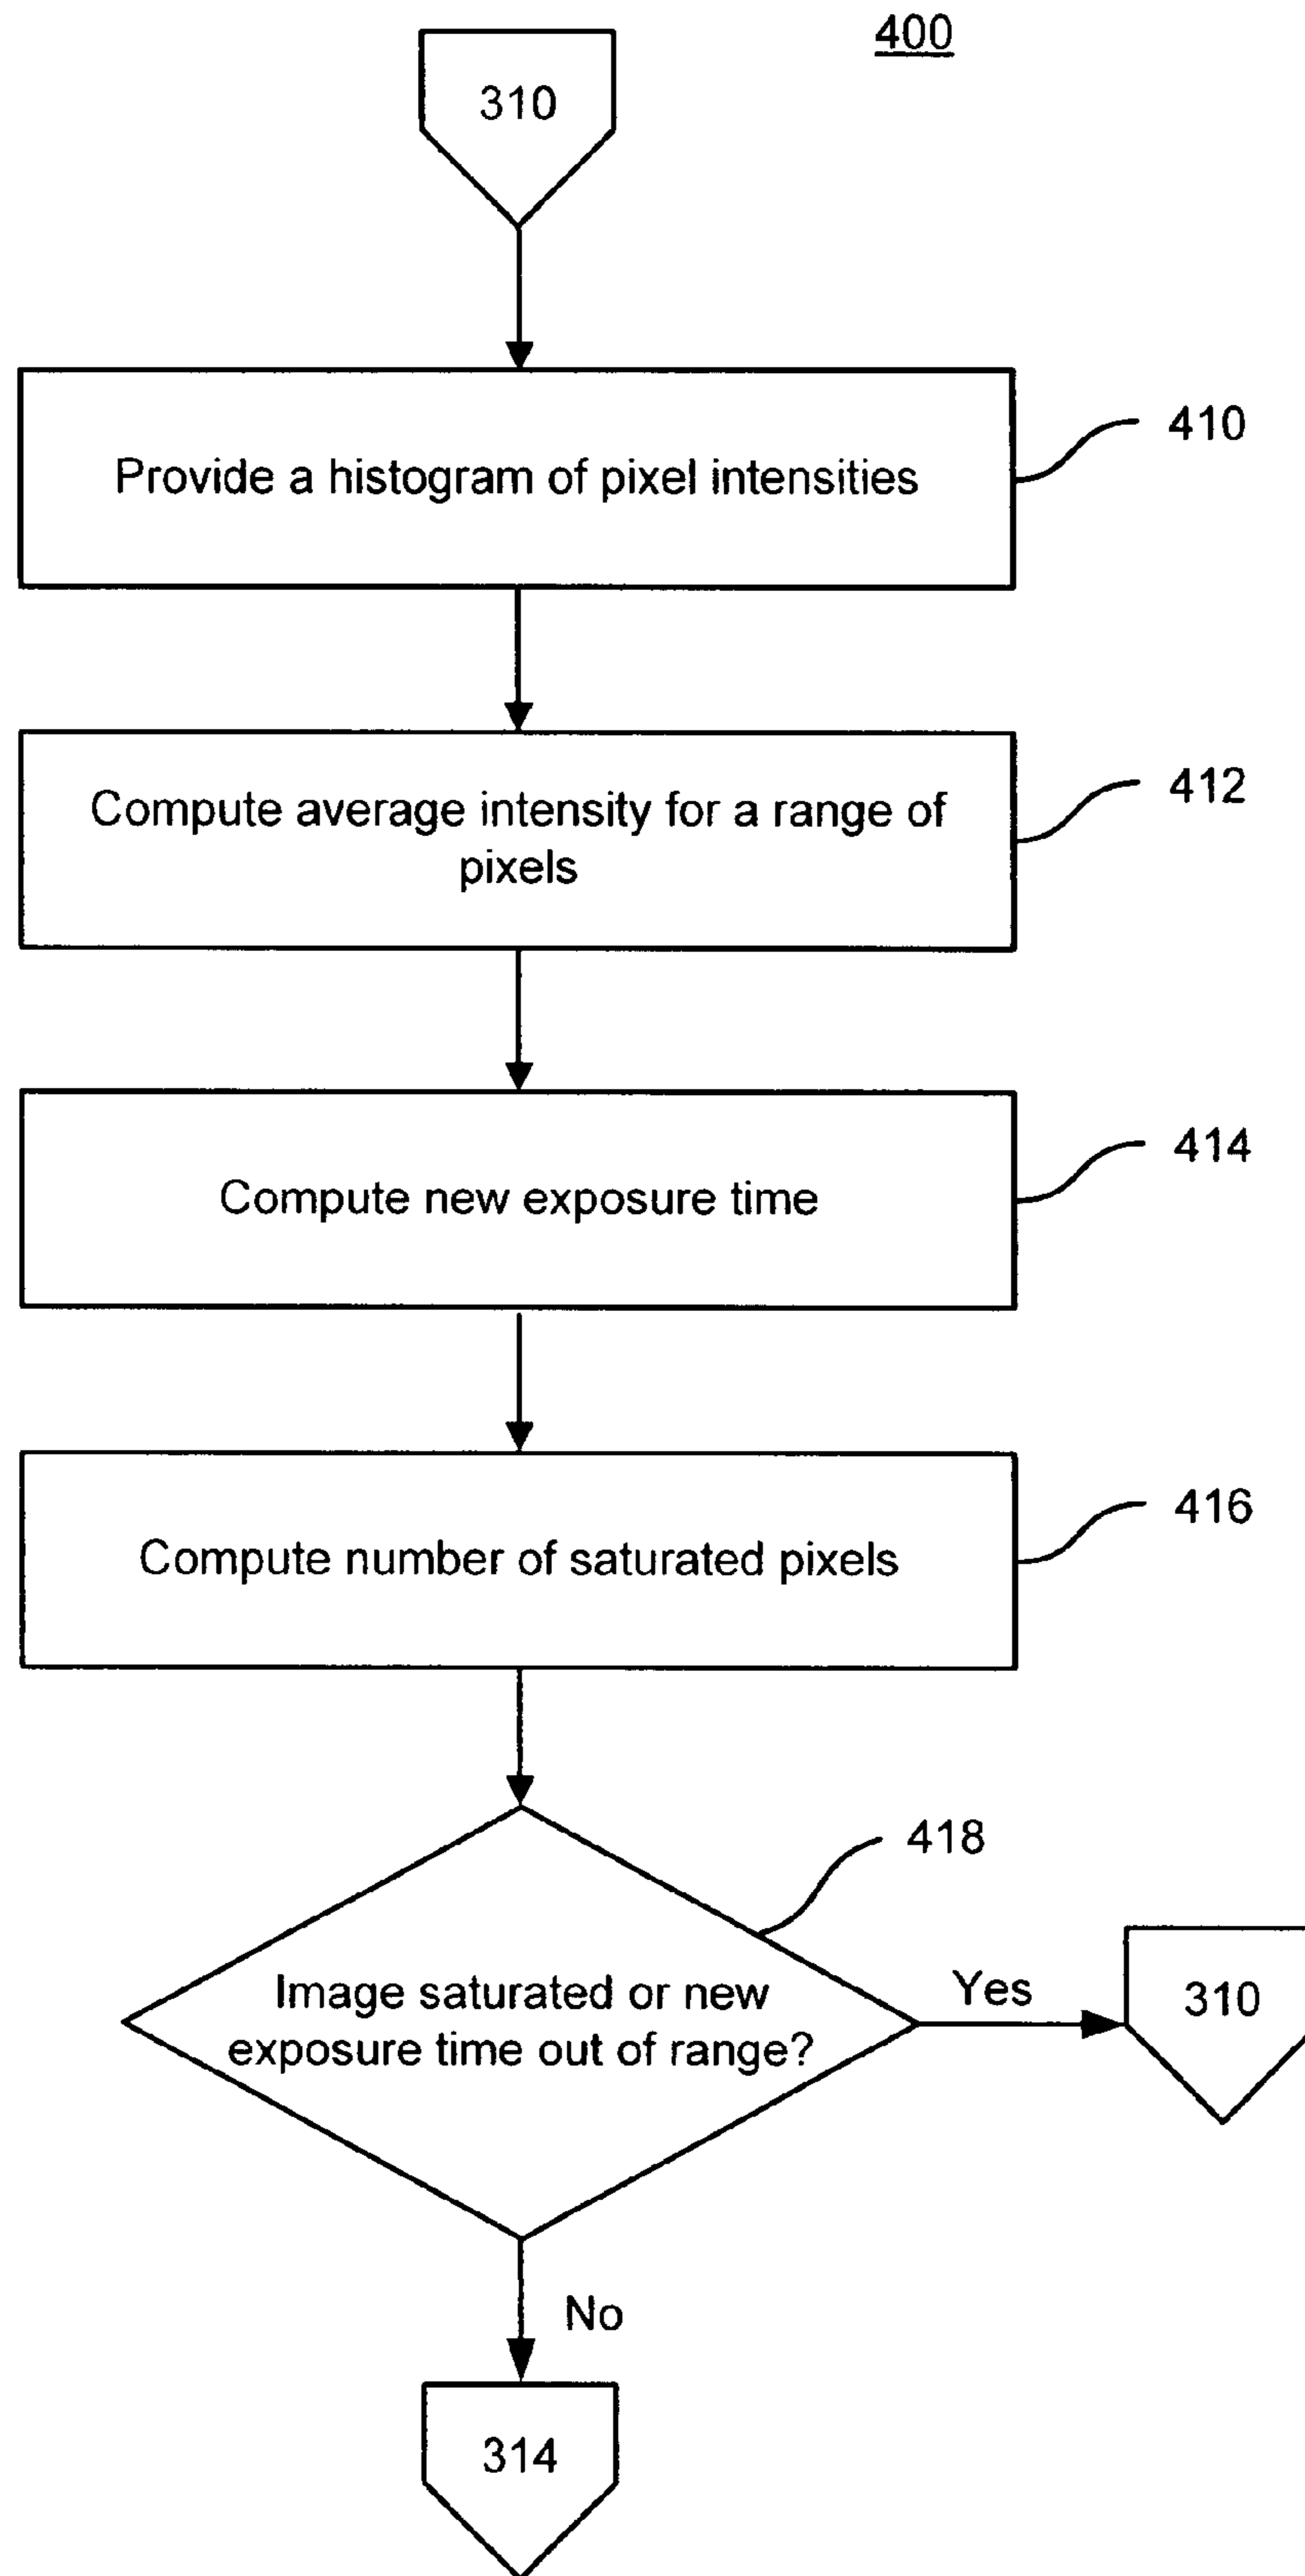 400
310
Provide a histogram of pixel intensities
410
Compute average intensity for a range of
pixels
412
Compute new exposure time
414
Compute number of saturated pixels
416
418
Image saturated or new
exposure time out of range?
Yes
310
No
314